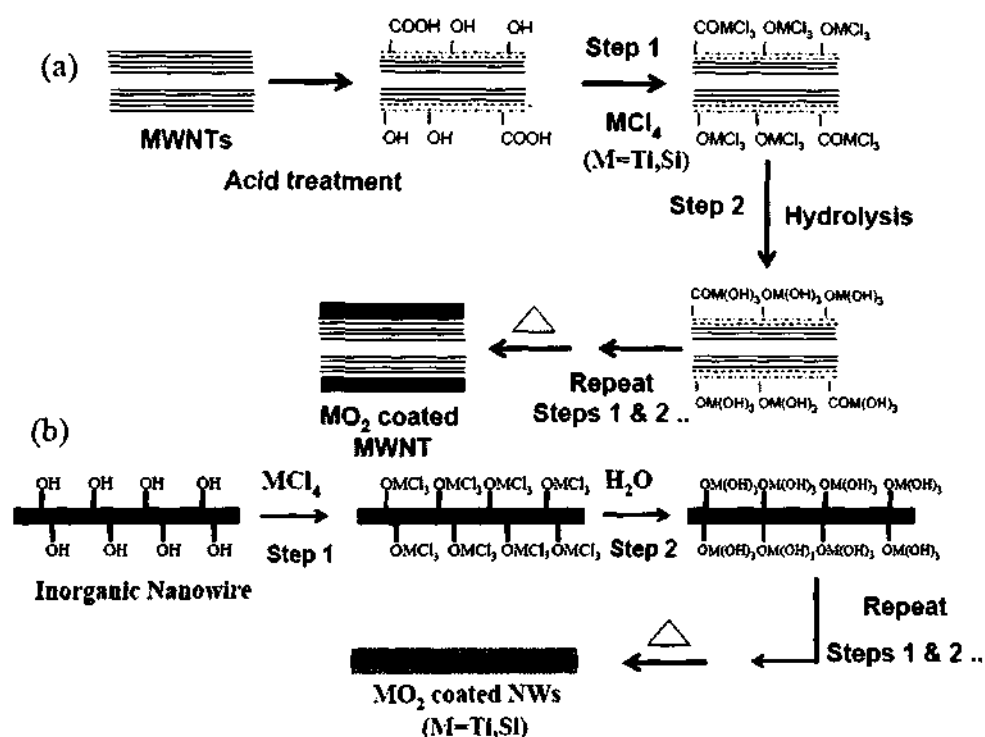 (a)
COOH OH OH
MWNTs
OH OH COOH
Acid treatment
Step 1
MCl4
(M=Ti,Si)
COMCl3 OMCl3 OMCl3
OMCl3 OMCl3 COMCl3
Step 2 Hydrolysis
COM(OH)3 OM(OH)3 OM(OH)3
OM(OH)3 OM(OH)2 COM(OH)3
△
Repeat
Steps 1 & 2 ..
MO2 coated
MWNT
(b)
OH OH OH OH
OH OH OH OH
Inorganic Nanowire
MCl4
Step 1
OMCl3 OMCl3 OMCl3 OMCl3
OMCl3 OMCl3 OMCl3 OMCl3
H2O
Step 2
OM(OH)3 OM(OH)3 OM(OH)3 OM(OH)3
OM(OH)3 OM(OH)3 OM(OH)3 OM(OH)3
Repeat
Steps 1 & 2 ..
△
MO2 coated NWs
(M=Ti,Si)